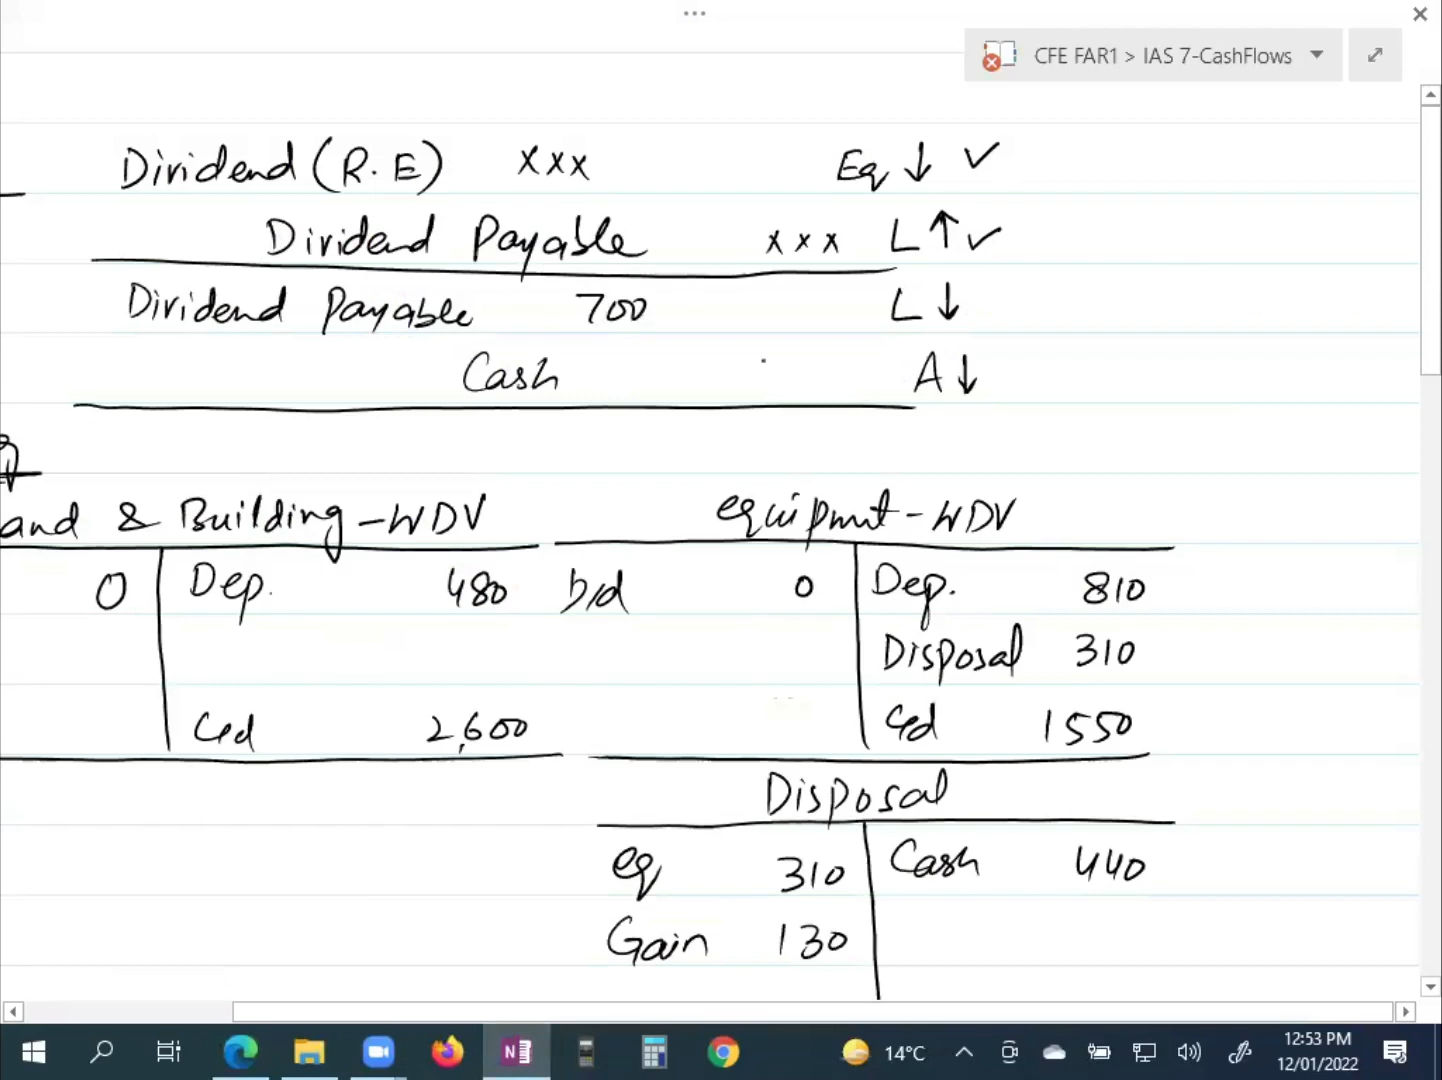 CFE FAR1 > IAS 7-CashFlows
Dividend (R.E) xxx Eq ↓ ✓
Dividend Payable xxx L ↑ ✓
Dividend Payable 700 L ↓
Cash A ↓
and & Building - WDV
0 Dep. 480
c/d 2,600
equipmt - WDV
b/d 0 Dep. 810
Disposal 310
c/d 1550
Disposal
eq 310 Cash 440
Gain 130
14°C
12:53 PM
12/01/2022